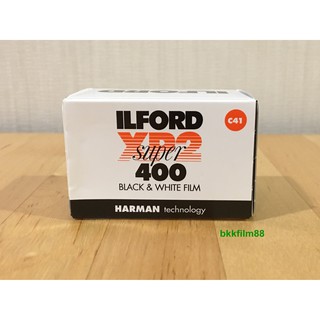 ILFORD
C41
XP2
super
400
BLACK & WHITE FILM
HARMAN technology
bkkfilm88